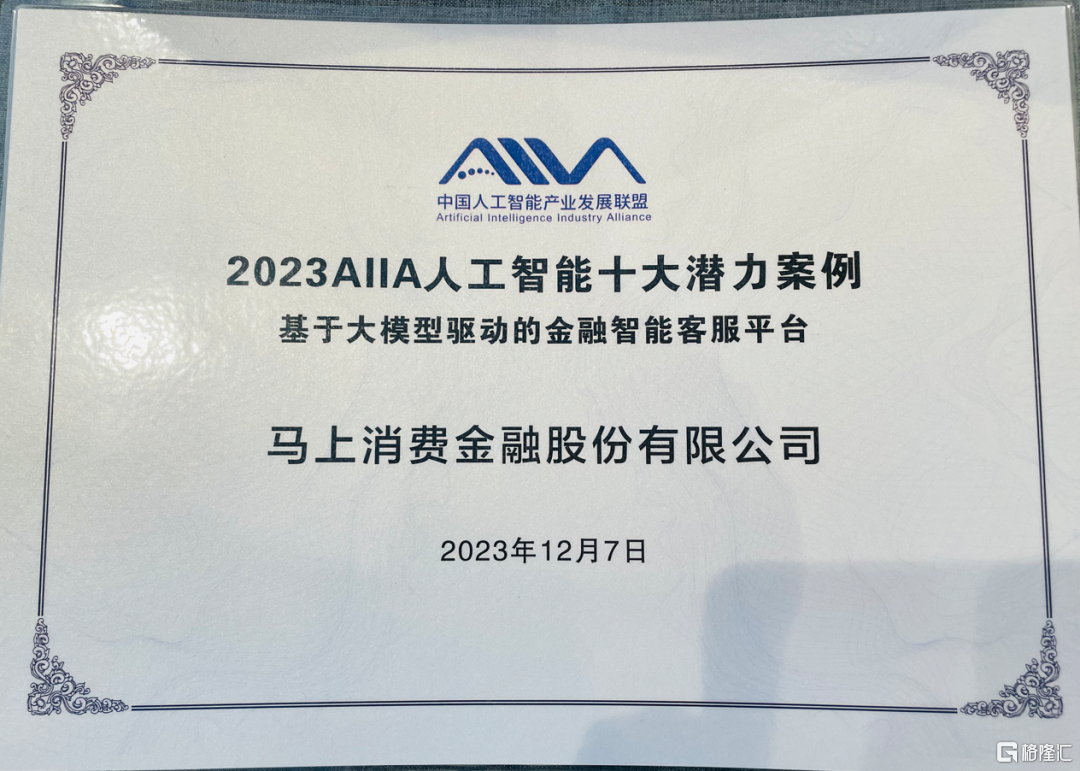 AIIA
中国人工智能产业发展联盟
Artificial Intelligence Industry Alliance
2023AIIA人工智能十大潜力案例
基于大模型驱动的金融智能客服平台
马上消费金融股份有限公司
2023年12月7日
格隆汇